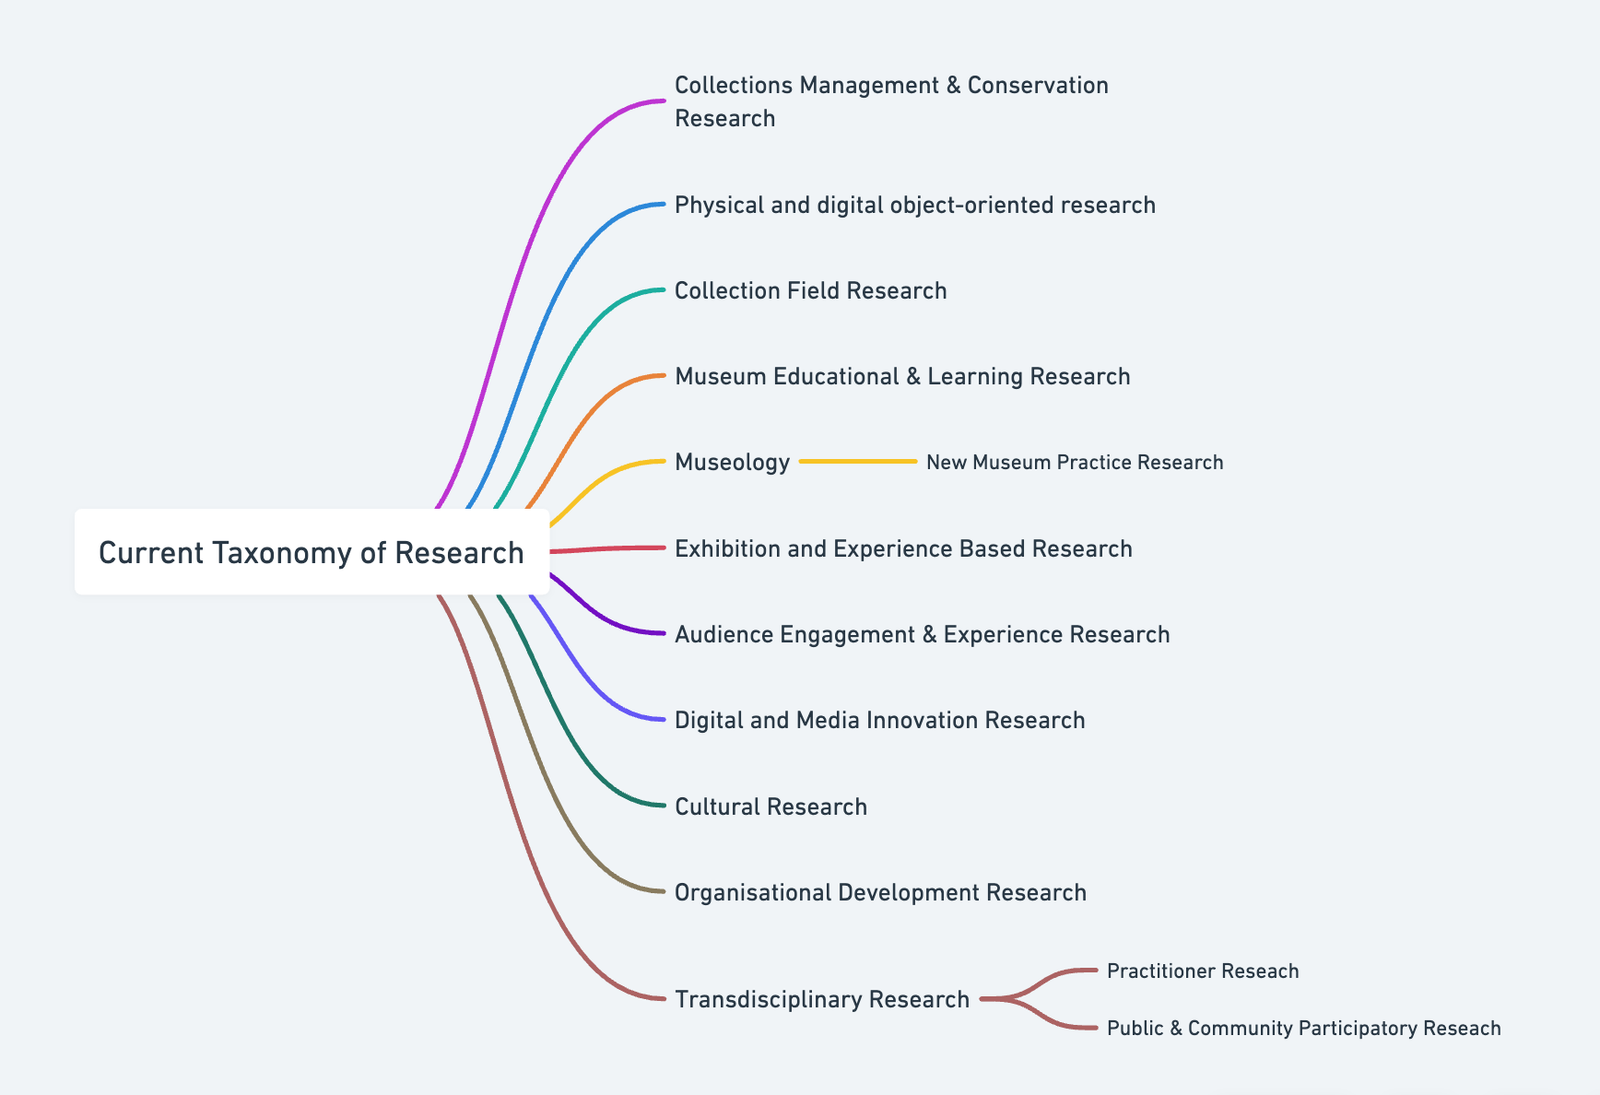 Collections Management & Conservation
Research
Physical and digital object-oriented research
Collection Field Research
Museum Educational & Learning Research
Museology
New Museum Practice Research
Current Taxonomy of Research
Exhibition and Experience Based Research
Audience Engagement & Experience Research
Digital and Media Innovation Research
Cultural Research
Organisational Development Research
Transdisciplinary Research
Practitioner Reseach
Public & Community Participatory Reseach